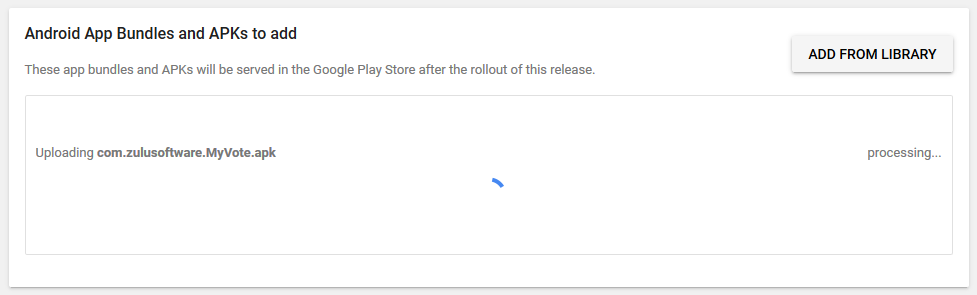 Android App Bundles and APKs to add
ADD FROM LIBRARY
These app bundles and APKs will be served in the Google Play Store after the rollout of this release.
Uploading com.zulusoftware.MyVote.apk
processing...